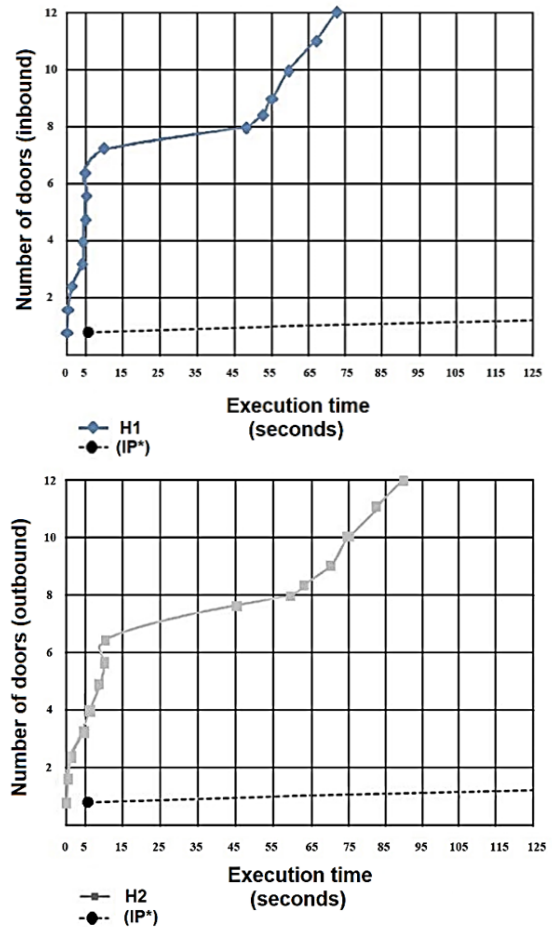 12
10
8
6
4
2
Number of doors (inbound)
0 5 15 25 35 45 55 65 75 85 95 105 115 125
Execution time
(seconds)
H1
(IP*)
12
10
8
6
4
2
Number of doors (outbound)
0 5 15 25 35 45 55 65 75 85 95 105 115 125
Execution time
(seconds)
H2
(IP*)